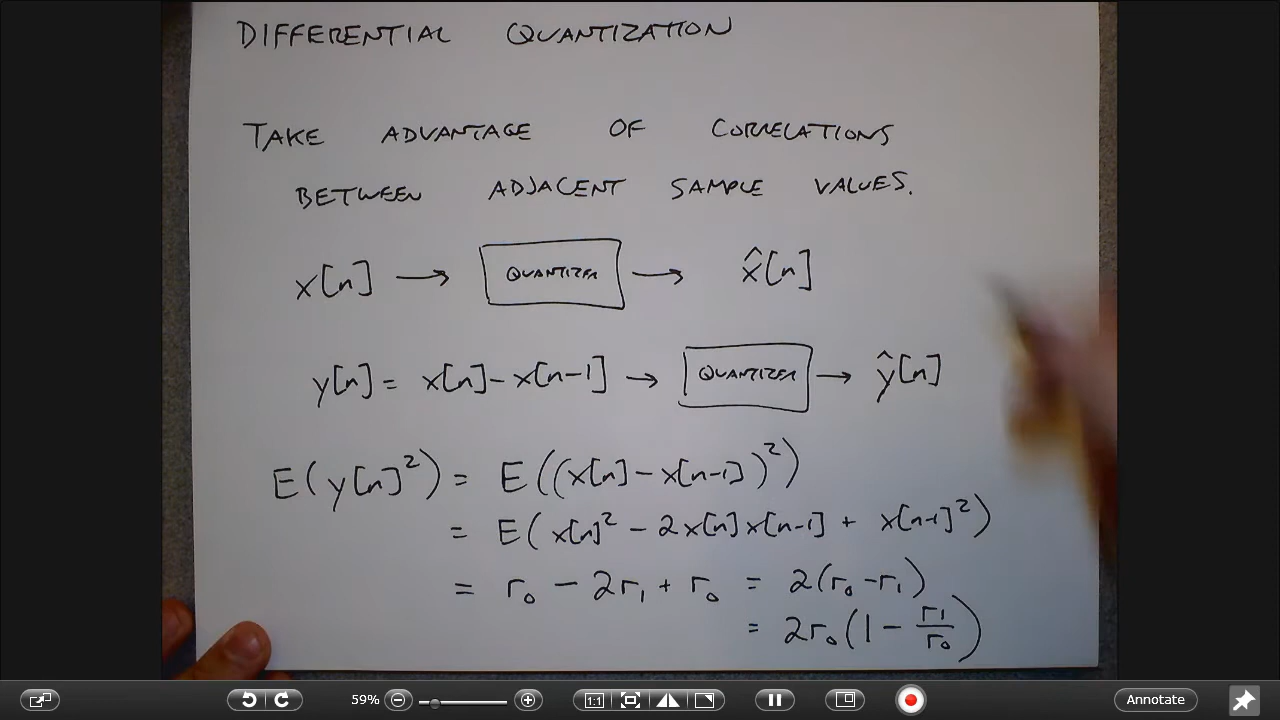 DIFFERENTIAL QUANTIZATION
TAKE ADVANTAGE OF CORRELATIONS
BETWEEN ADJACENT SAMPLE VALUES.
x[n] → QUANTIZER → x̂[n]
y[n] = x[n] - x[n-1] → QUANTIZER → ŷ[n]
E(y[n]²) = E((x[n] - x[n-1])²)
= E(x[n]² - 2x[n]x[n-1] + x[n-1]²)
= r₀ - 2r₁ + r₀ = 2(r₀ - r₁)
= 2r₀(1 - r₁/r₀)
59% 1:1 Annotate